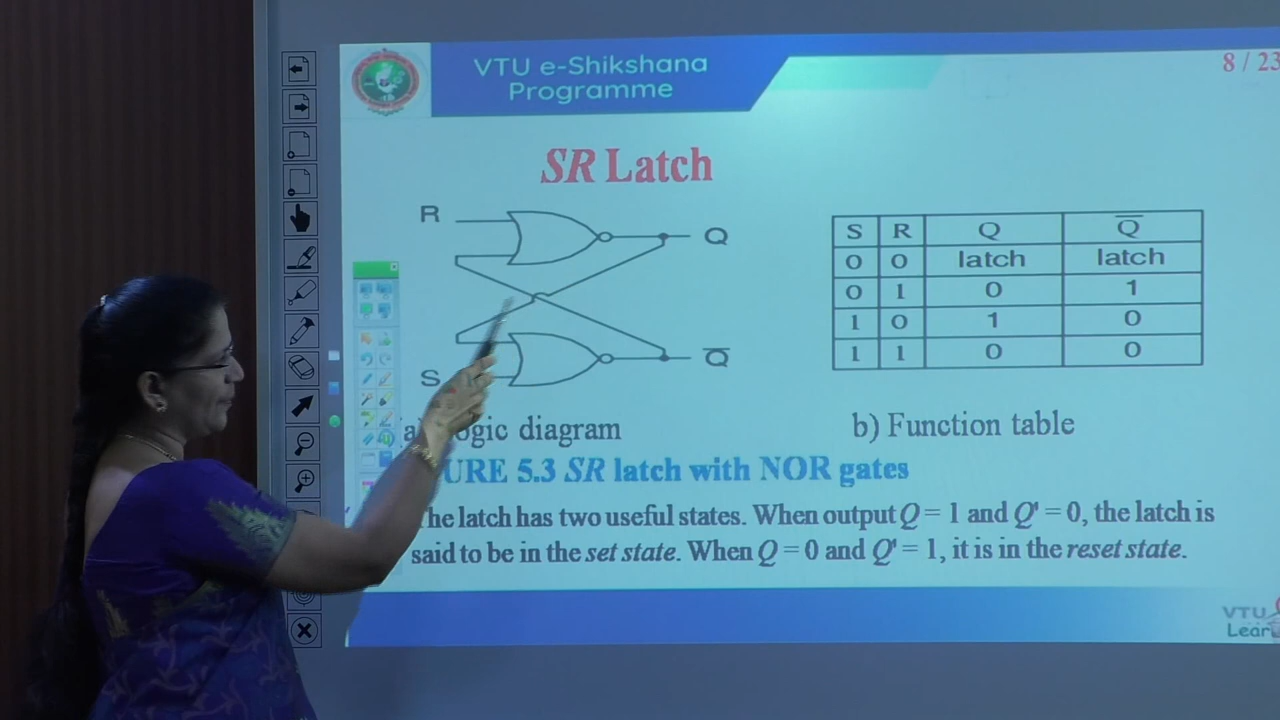 VTU e-Shikshana
Programme
8 / 23
SR Latch
R
Q
S
Q̅
S R Q Q̅
0 0 latch latch
0 1 0 1
1 0 1 0
1 1 0 0
logic diagram
b) Function table
URE 5.3 SR latch with NOR gates
he latch has two useful states. When output Q = 1 and Q' = 0, the latch is
said to be in the set state. When Q = 0 and Q' = 1, it is in the reset state.
VTU
Lear